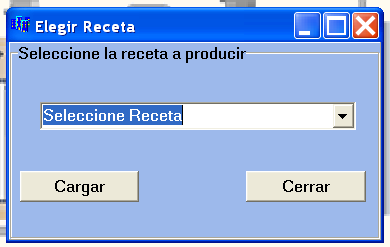 Elegir Receta
Seleccione la receta a producir
Seleccione Receta
Cargar
Cerrar